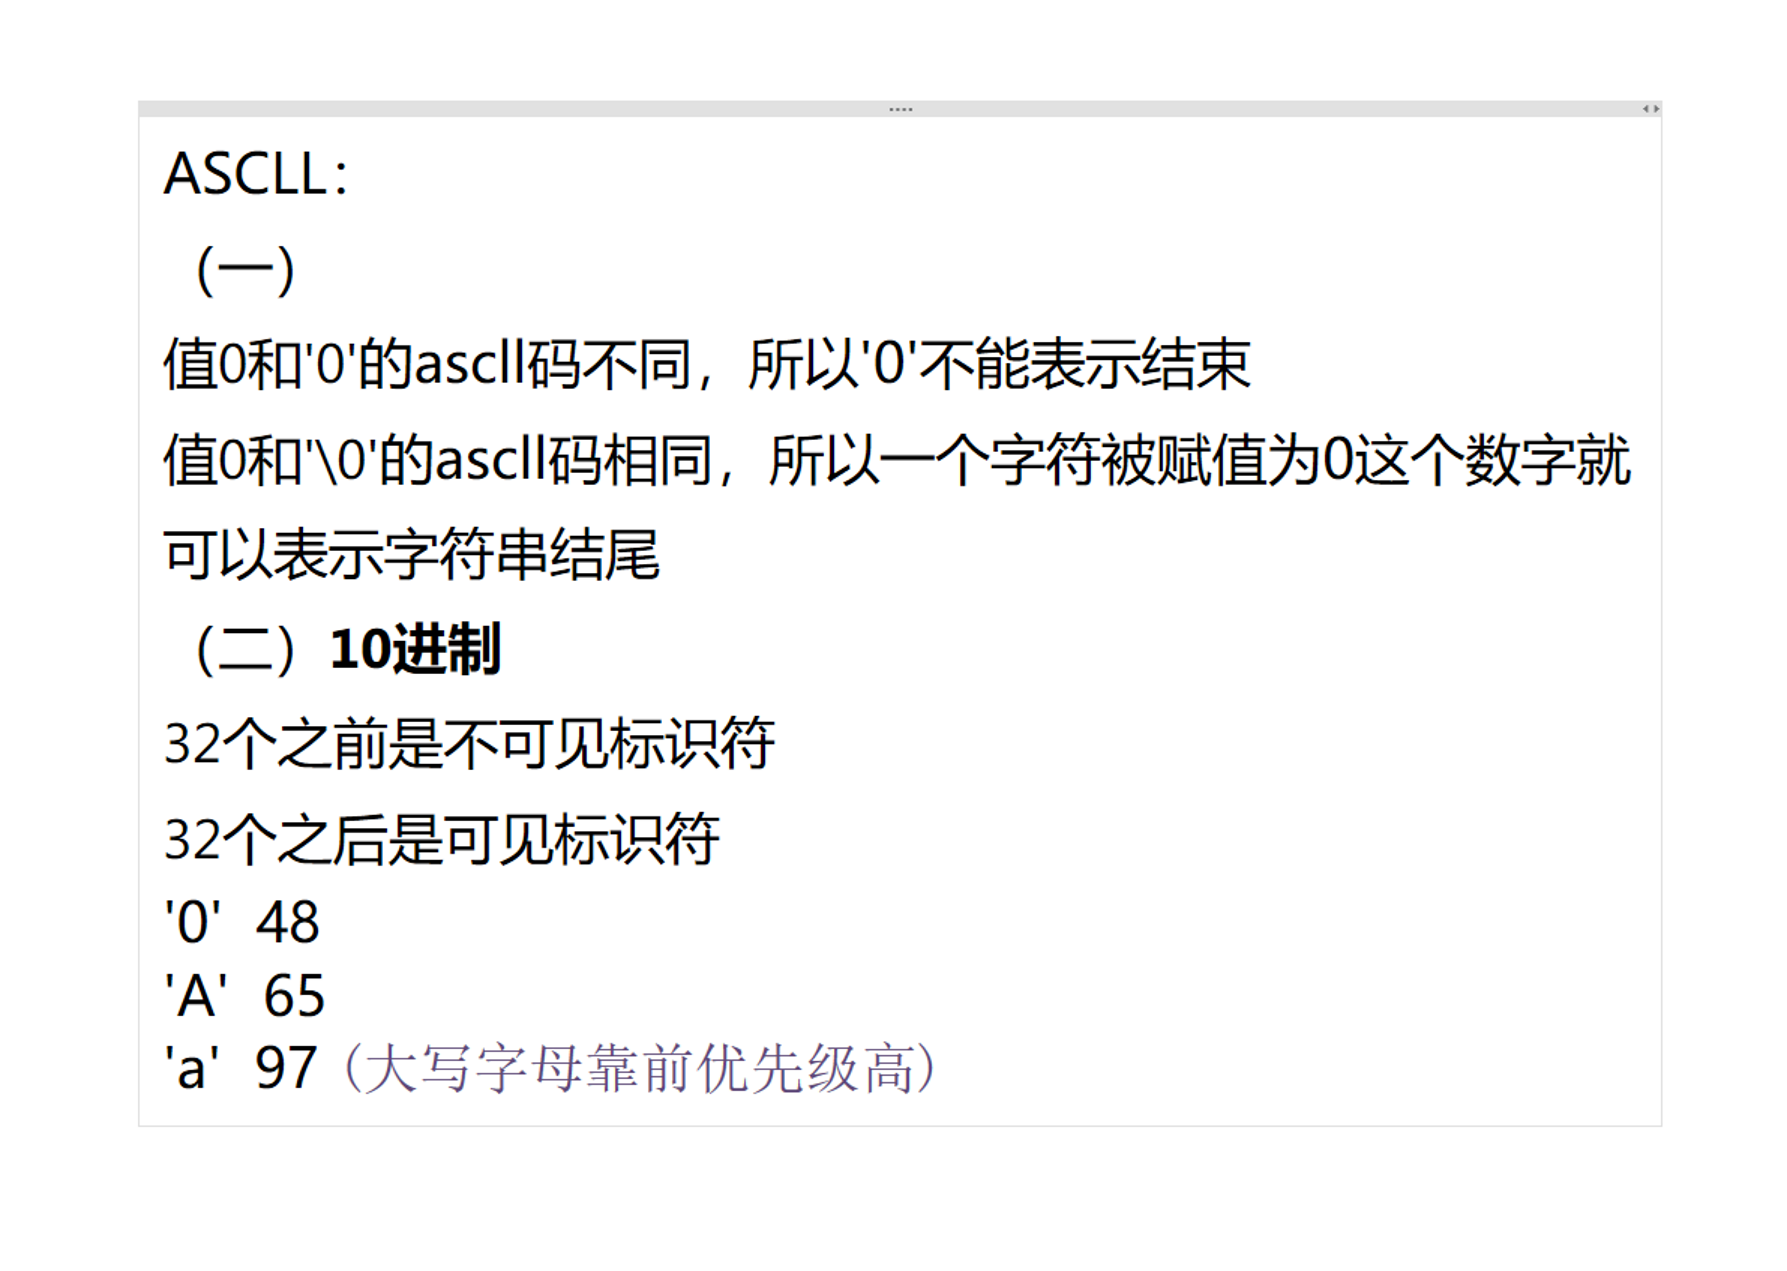 ASCLL：
（一）
值0和'0'的ascll码不同，所以'0'不能表示结束
值0和'\0'的ascll码相同，所以一个字符被赋值为0这个数字就
可以表示字符串结尾
（二）10进制
32个之前是不可见标识符
32个之后是可见标识符
'0'  48
'A'  65
'a'  97（大写字母靠前优先级高）